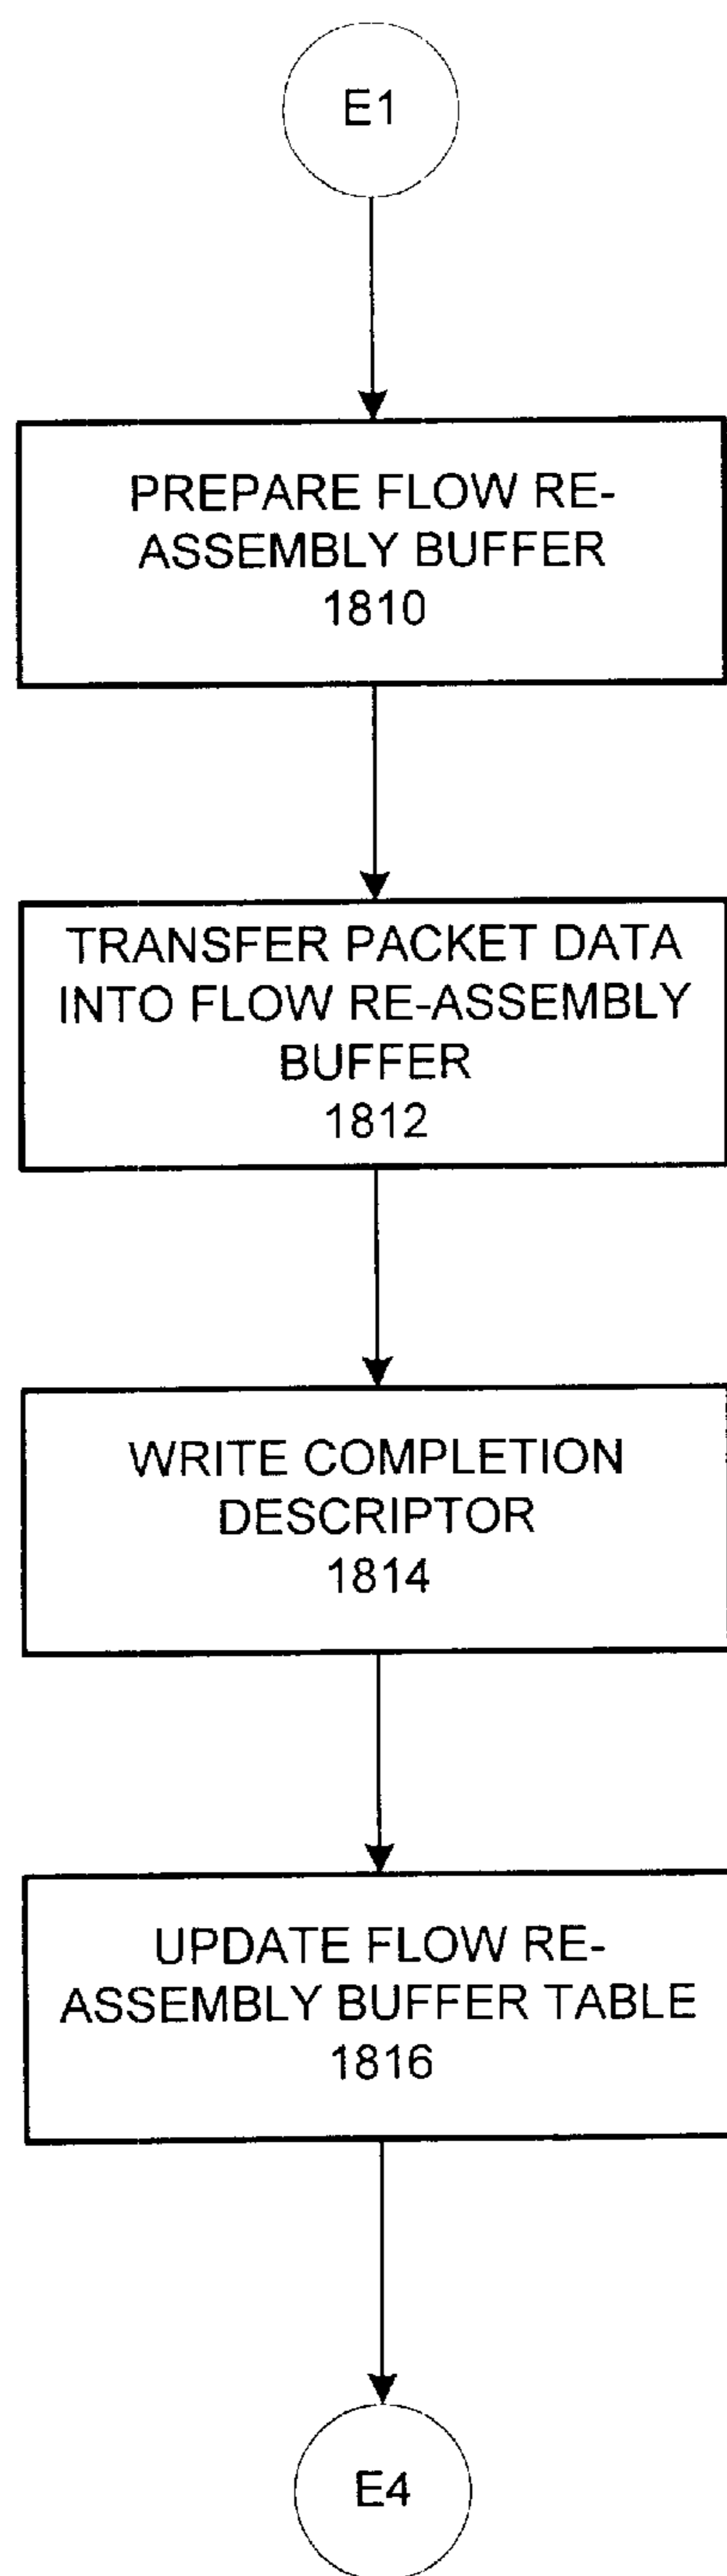 E1
PREPARE FLOW RE-
ASSEMBLY BUFFER
1810
TRANSFER PACKET DATA
INTO FLOW RE-ASSEMBLY
BUFFER
1812
WRITE COMPLETION
DESCRIPTOR
1814
UPDATE FLOW RE-
ASSEMBLY BUFFER TABLE
1816
E4